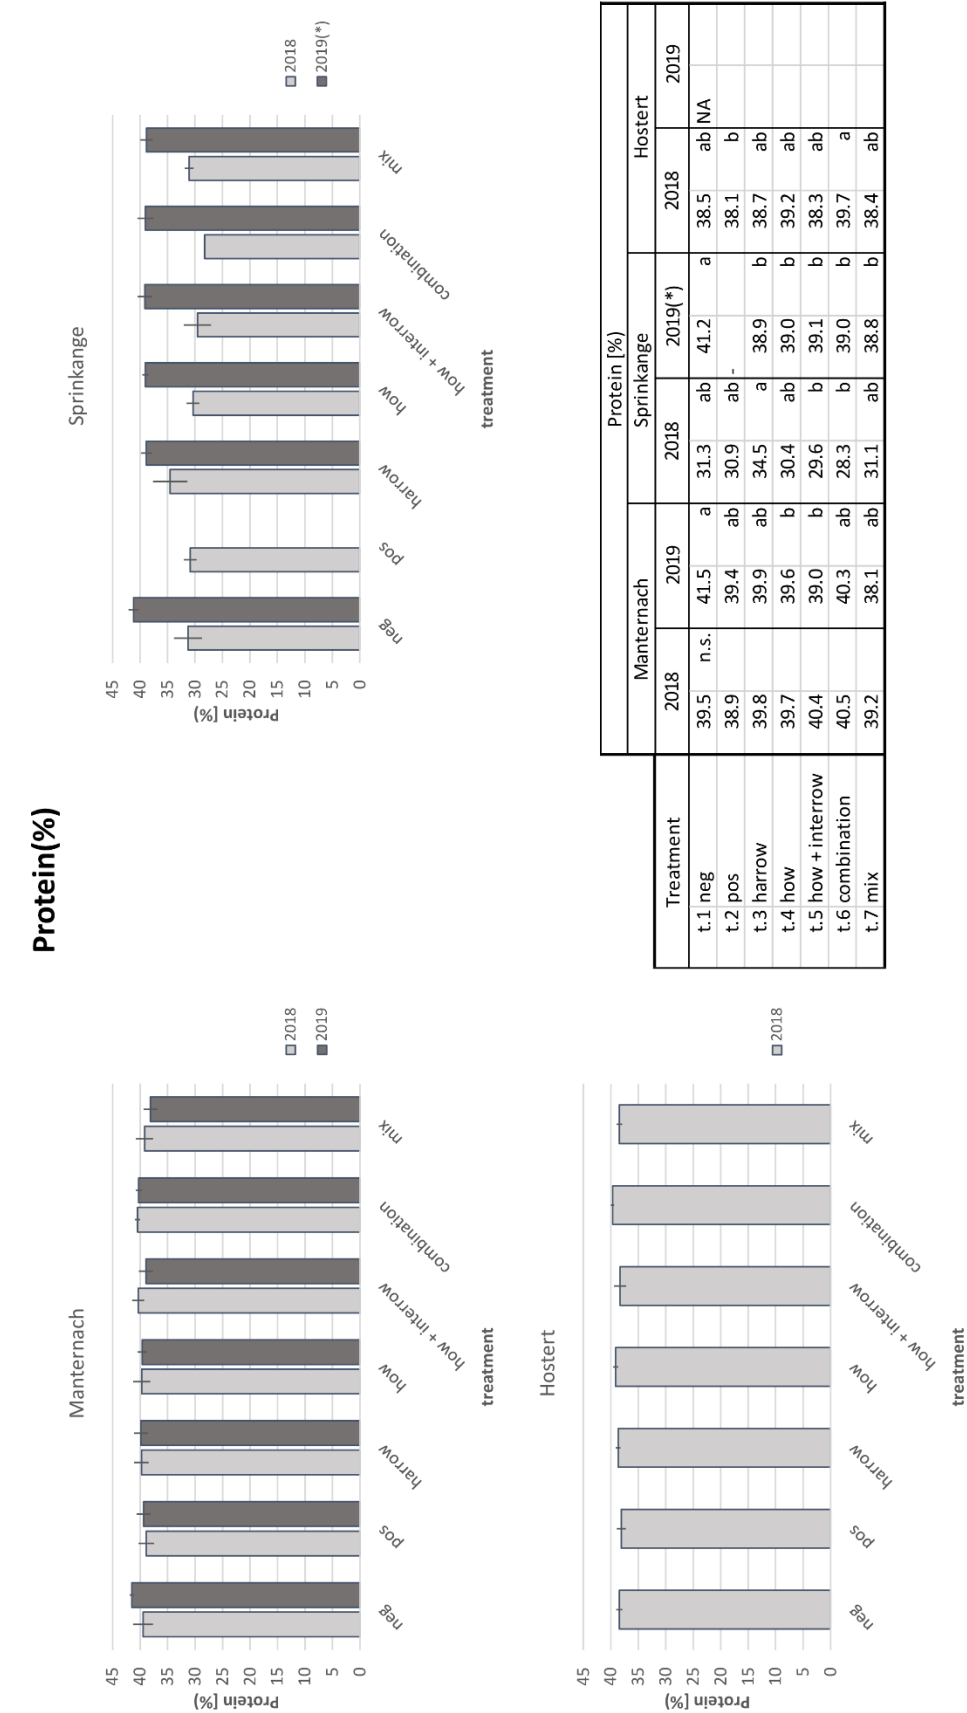 Protein(%)
Manternach
Protein [%]
45
40
35
30
25
20
15
10
5
0
neg
pos
harrow
how
how + interrow
combination
mix
treatment
2018
2019
Sprinkange
Protein [%]
45
40
35
30
25
20
15
10
5
0
neg
pos
harrow
how
how + interrow
combination
mix
treatment
2018
2019(*)
Hostert
Protein [%]
45
40
35
30
25
20
15
10
5
0
neg
pos
harrow
how
how + interrow
combination
mix
treatment
2018
Protein [%]
Manternach Sprinkange Hostert
Treatment 2018 2019 2018 2019(*) 2018 2019
t.1 neg 39.5 n.s. 41.5 a 31.3 ab 41.2 a 38.5 ab NA
t.2 pos 38.9 39.4 ab 30.9 ab - 38.1 b
t.3 harrow 39.8 39.9 ab 34.5 a 38.9 b 38.7 ab
t.4 how 39.7 39.6 b 30.4 ab 39.0 b 39.2 ab
t.5 how + interrow 40.4 39.0 b 29.6 b 39.1 b 38.3 ab
t.6 combination 40.5 40.3 ab 28.3 b 39.0 b 39.7 a
t.7 mix 39.2 38.1 ab 31.1 ab 38.8 b 38.4 ab